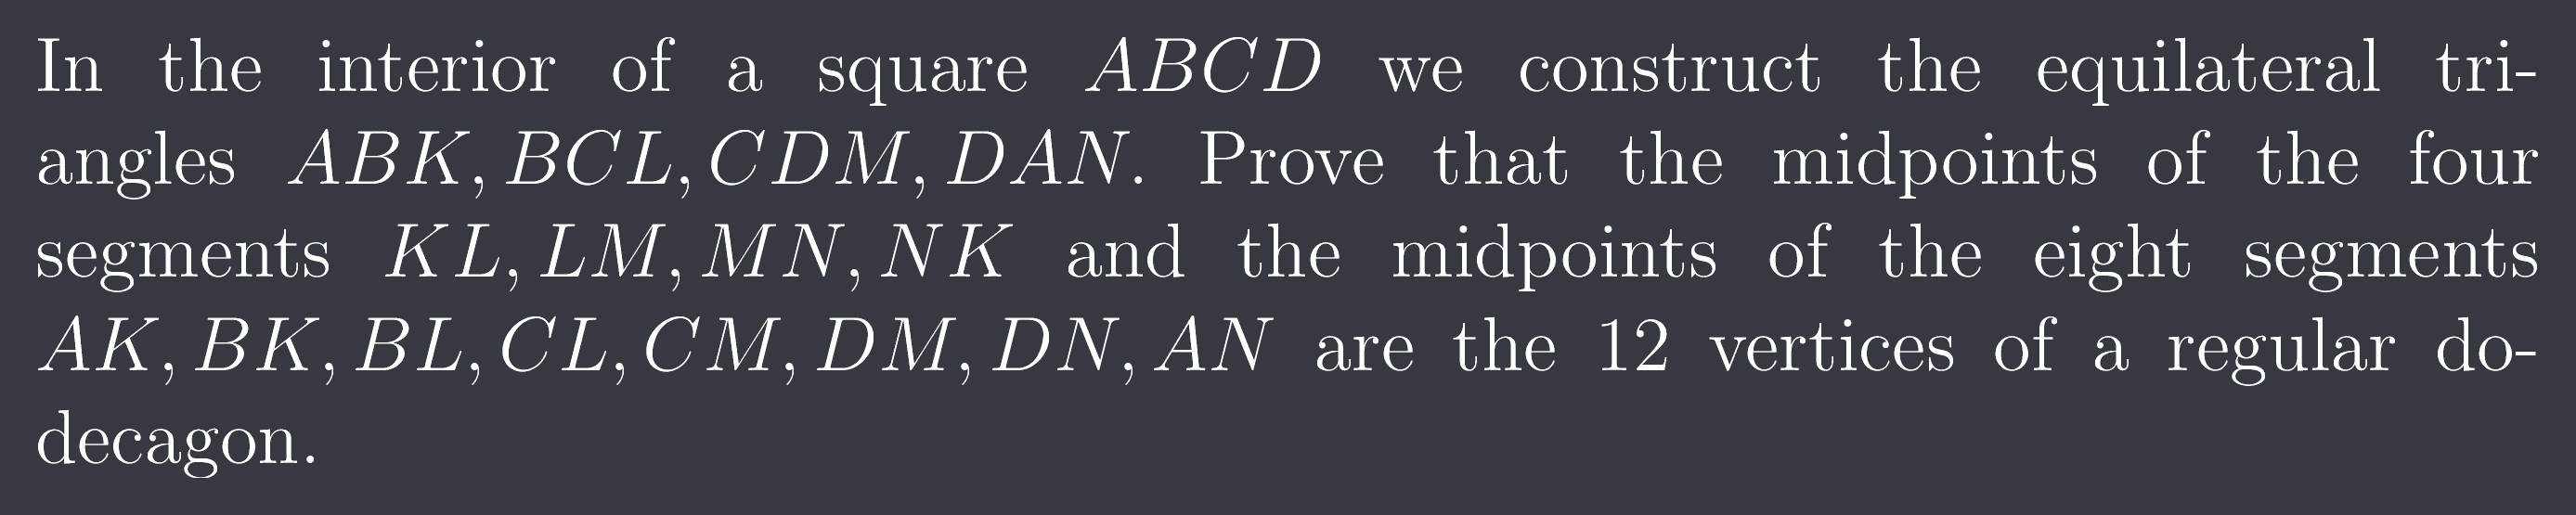 In the interior of a square ABCD we construct the equilateral tri-
angles ABK, BCL, CDM, DAN. Prove that the midpoints of the four
segments KL, LM, MN, NK and the midpoints of the eight segments
AK, BK, BL, CL, CM, DM, DN, AN are the 12 vertices of a regular do-
decagon.